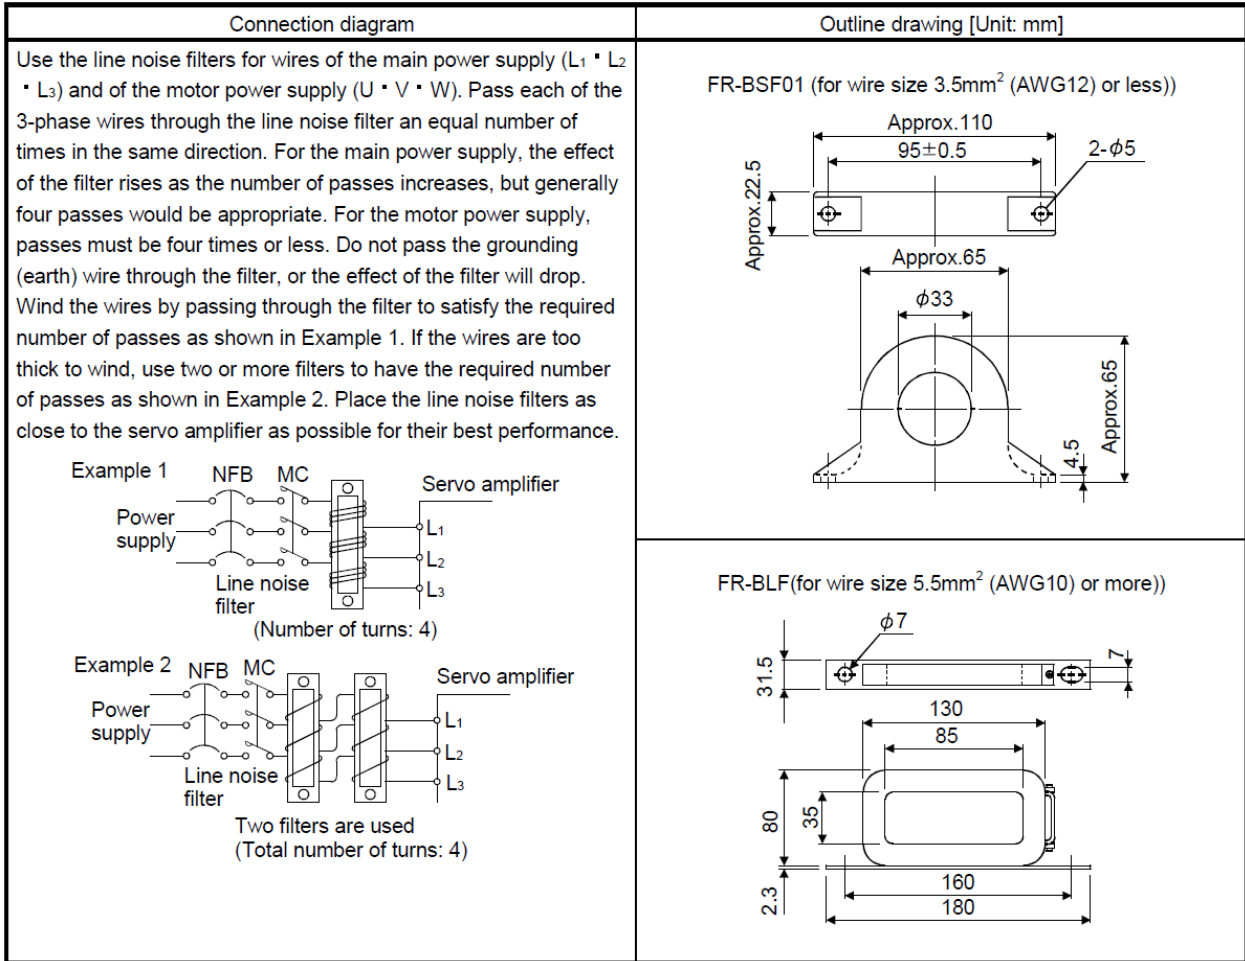 Connection diagram
Use the line noise filters for wires of the main power supply (L₁・L₂
・L₃) and of the motor power supply (U・V・W). Pass each of the
3-phase wires through the line noise filter an equal number of
times in the same direction. For the main power supply, the effect
of the filter rises as the number of passes increases, but generally
four passes would be appropriate. For the motor power supply,
passes must be four times or less. Do not pass the grounding
(earth) wire through the filter, or the effect of the filter will drop.
Wind the wires by passing through the filter to satisfy the required
number of passes as shown in Example 1. If the wires are too
thick to wind, use two or more filters to have the required number
of passes as shown in Example 2. Place the line noise filters as
close to the servo amplifier as possible for their best performance.
Example 1
NFB
MC
Servo amplifier
Power
supply
L₁
L₂
L₃
Line noise
filter
(Number of turns: 4)
Example 2
NFB
MC
Servo amplifier
Power
supply
L₁
L₂
L₃
Line noise
filter
Two filters are used
(Total number of turns: 4)
Outline drawing [Unit: mm]
FR-BSF01 (for wire size 3.5mm² (AWG12) or less))
Approx.110
95±0.5
2-ϕ5
Approx.22.5
Approx.65
ϕ33
Approx.65
4.5
FR-BLF(for wire size 5.5mm² (AWG10) or more))
ϕ7
31.5
7
130
85
80
35
2.3
160
180